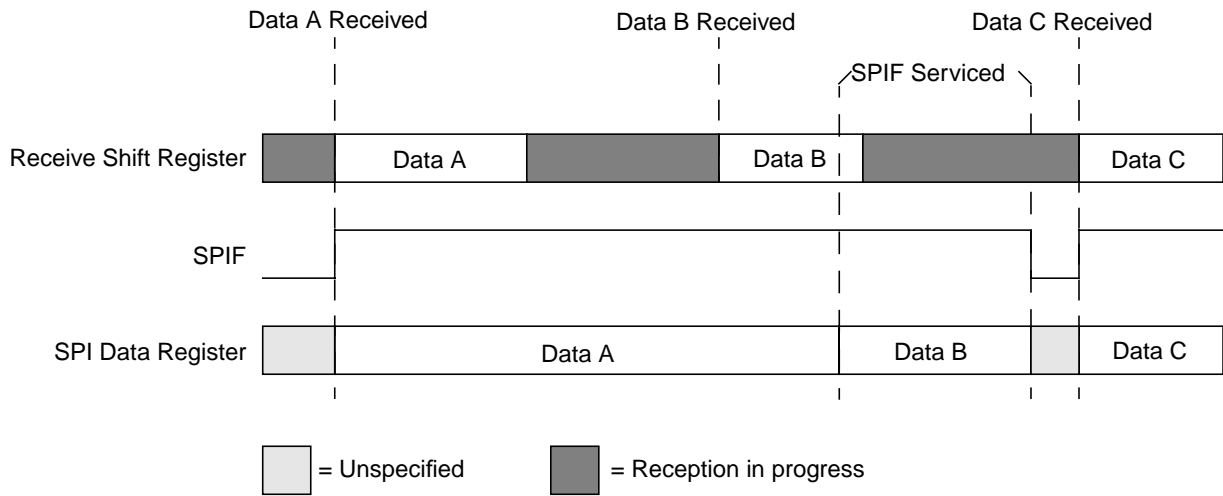 Data A Received
Data B Received
Data C Received
SPIF Serviced
Receive Shift Register
Data A
Data B
Data C
SPIF
SPI Data Register
Data A
Data B
Data C
= Unspecified
= Reception in progress